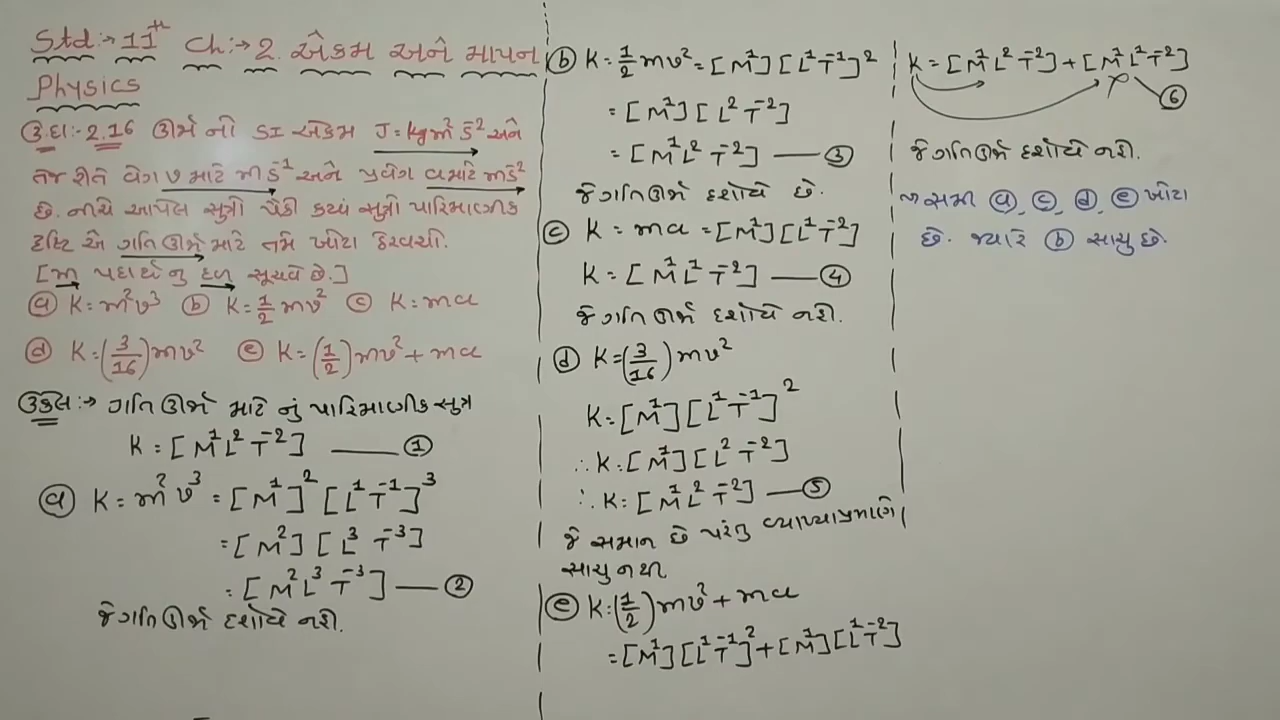 Std:→ 11th Ch:→ 2. એકમ અને માપન
Physics
ઉ.દા:-2.16 ઊર્જા નો SI એકમ J = kg m² s⁻² અને
તેજ રીતે વેગ v માટે m s⁻¹ અને પ્રવેગ a માટે m s⁻²
છે. નીચે આપેલ સુત્રો પૈકી કયાં સુત્રો પારિમાણીક
દ્રષ્ટિ એ ગતિઊર્જા માટે તમે ખોટા ઠેરવશો.
[m પદાર્થનુ દળ સૂચવે છે.]
(a) K = m²v³ (b) K = 1/2 mv² (c) K = ma
(d) K = (3/16) mv² (e) K = (1/2) mv² + ma
ઉકેલ:→ ગતિઊર્જા માટે નું પારિમાણીક સુત્ર
K = [M¹L²T⁻²] —— (1)
(a) K = m²v³ = [M¹]² [L¹T⁻¹]³
= [M²] [L³ T⁻³]
= [M²L³T⁻³] — (2)
જે ગતિઊર્જા દર્શાવે નહી.
(b) K = 1/2 mv² = [M¹] [L¹T⁻¹]²
= [M¹] [L² T⁻²]
= [M¹L²T⁻²] — (3)
જે ગતિઊર્જા દર્શાવે છે.
(c) K = ma = [M¹] [L¹T⁻²]
K = [M¹L¹T⁻²] — (4)
જે ગતિઊર્જા દર્શાવે નહી.
(d) K = (3/16) mv²
K = [M¹] [L¹T⁻¹]²
∴ K = [M¹] [L² T⁻²]
∴ K = [M¹L²T⁻²] — (5)
જે સમાન છે પરંતુ વ્યાખ્યાપ્રમાણે
સાચુ નથી
(e) K = (1/2) mv² + ma
= [M¹] [L¹T⁻¹]² + [M¹] [L¹T⁻²]
K = [M¹L²T⁻²] + [M¹L¹T⁻²] (6)
જે ગતિઊર્જા દર્શાવે નહી.
સમી (a), (c), (d), (e) ખોટા
છે. જ્યારે (b) સાચુ છે.